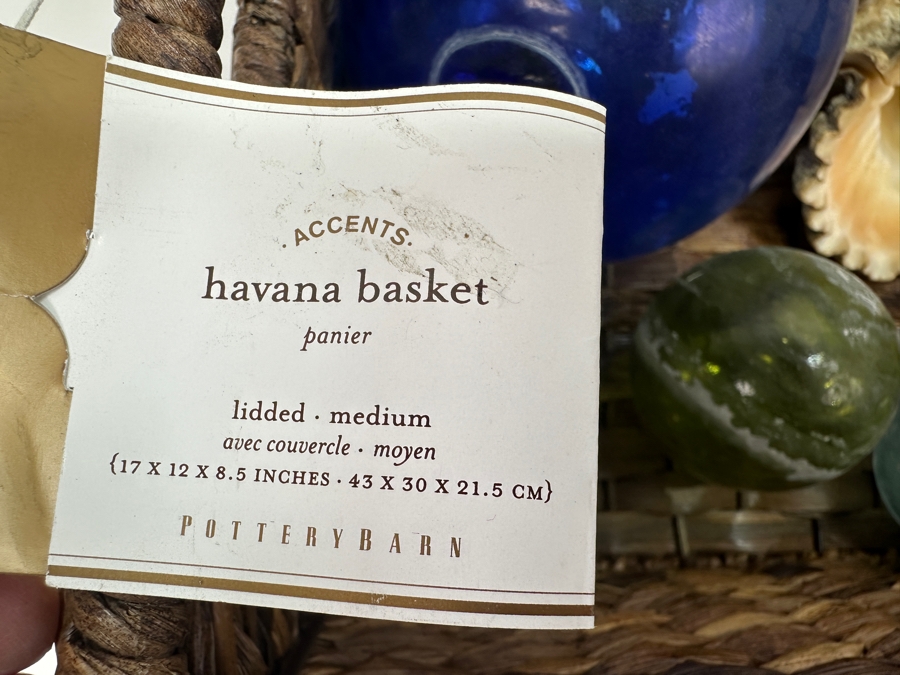 · ACCENTS ·
havana basket
panier
lidded · medium
avec couvercle · moyen
{17 X 12 X 8.5 INCHES · 43 X 30 X 21.5 CM}
POTTERYBARN